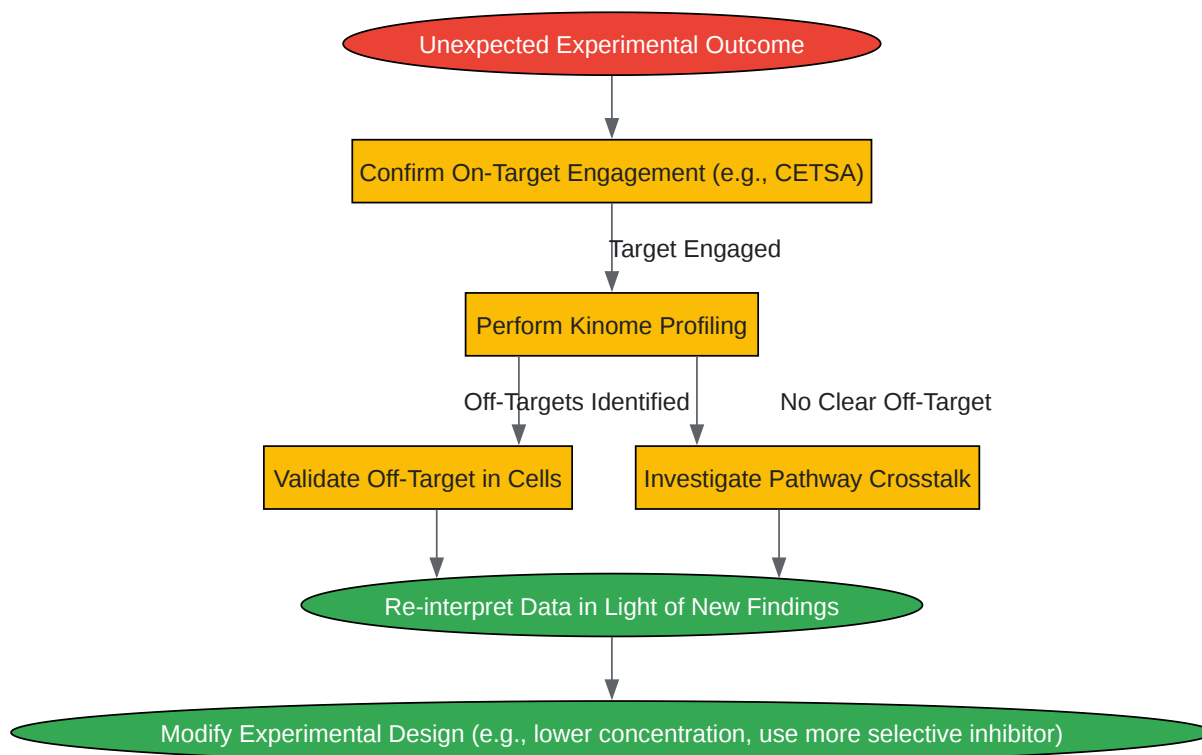 Unexpected Experimental Outcome
Confirm On-Target Engagement (e.g., CETSA)
Target Engaged
Perform Kinome Profiling
Off-Targets Identified
No Clear Off-Target
Validate Off-Target in Cells
Investigate Pathway Crosstalk
Re-interpret Data in Light of New Findings
Modify Experimental Design (e.g., lower concentration, use more selective inhibitor)